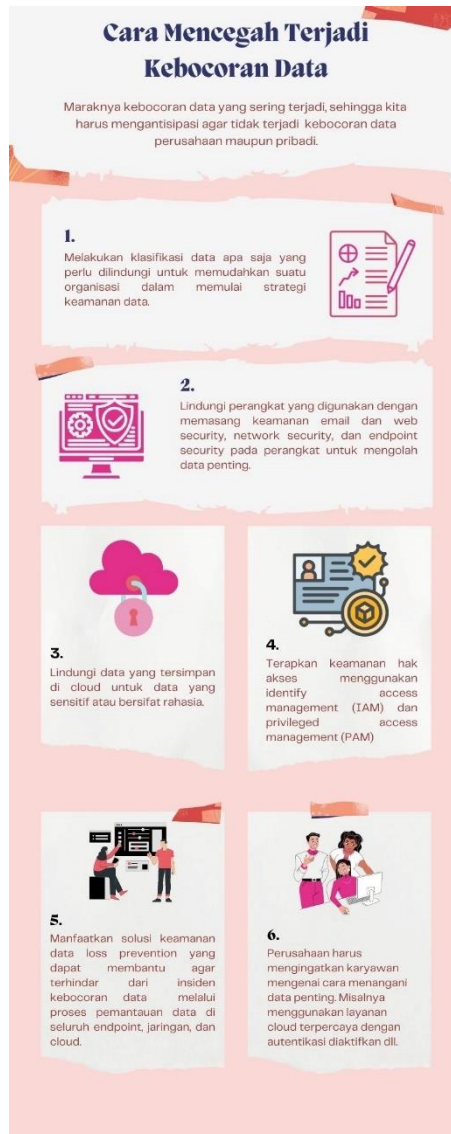 Cara Mencegah Terjadi
Kebocoran Data
Maraknya kebocoran data yang sering terjadi, sehingga kita
harus mengantisipasi agar tidak terjadi kebocoran data
perusahaan maupun pribadi.
1.
Melakukan klasifikasi data apa saja yang
perlu dilindungi untuk memudahkan suatu
organisasi dalam memulai strategi
keamanan data.
2.
Lindungi perangkat yang digunakan dengan
memasang keamanan email dan web
security, network security, dan endpoint
security pada perangkat untuk mengolah
data penting.
3.
Lindungi data yang tersimpan
di cloud untuk data yang
sensitif atau bersifat rahasia.
4.
Terapkan keamanan hak
akses menggunakan
identify access
management (IAM) dan
privileged access
management (PAM)
5.
Manfaatkan solusi keamanan
data loss prevention yang
dapat membantu agar
terhindar dari insiden
kebocoran data melalui
proses pemantauan data di
seluruh endpoint, jaringan, dan
cloud.
6.
Perusahaan harus
mengingatkan karyawan
mengenai cara menangani
data penting. Misalnya
menggunakan layanan
cloud terpercaya dengan
autentikasi diaktifkan dll.